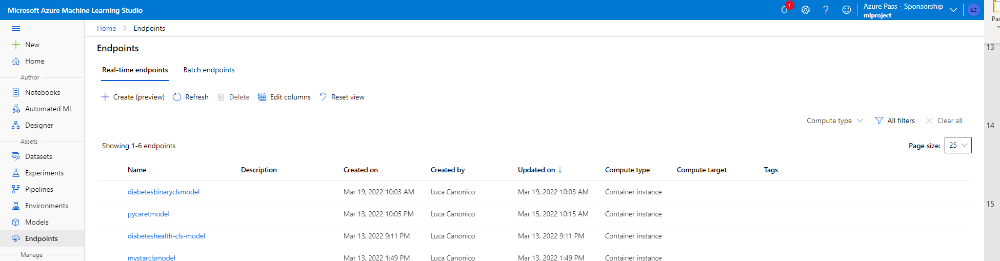 Microsoft Azure Machine Learning Studio
1
Azure Pass - Sponsorship
mlproject
LC
New
Home
Author
Notebooks
Automated ML
Designer
Assets
Datasets
Experiments
Pipelines
Environments
Models
Endpoints
Manage
Home > Endpoints
Endpoints
Real-time endpoints Batch endpoints
Create (preview) Refresh Delete Edit columns Reset view
Compute type All filters Clear all
Showing 1-6 endpoints Page size: 25
Name Description Created on Created by Updated on ↓ Compute type Compute target Tags
diabetesbinaryclsmodel Mar 19, 2022 10:03 AM Luca Canonico Mar 19, 2022 10:03 AM Container instance
pycaretmodel Mar 13, 2022 10:05 PM Luca Canonico Mar 15, 2022 10:15 AM Container instance
diabeteshealth-cls-model Mar 13, 2022 9:11 PM Luca Canonico Mar 13, 2022 9:11 PM Container instance
mystarclsmodel Mar 13, 2022 1:49 PM Luca Canonico Mar 13, 2022 1:49 PM Container instance
Pas
13
14
15